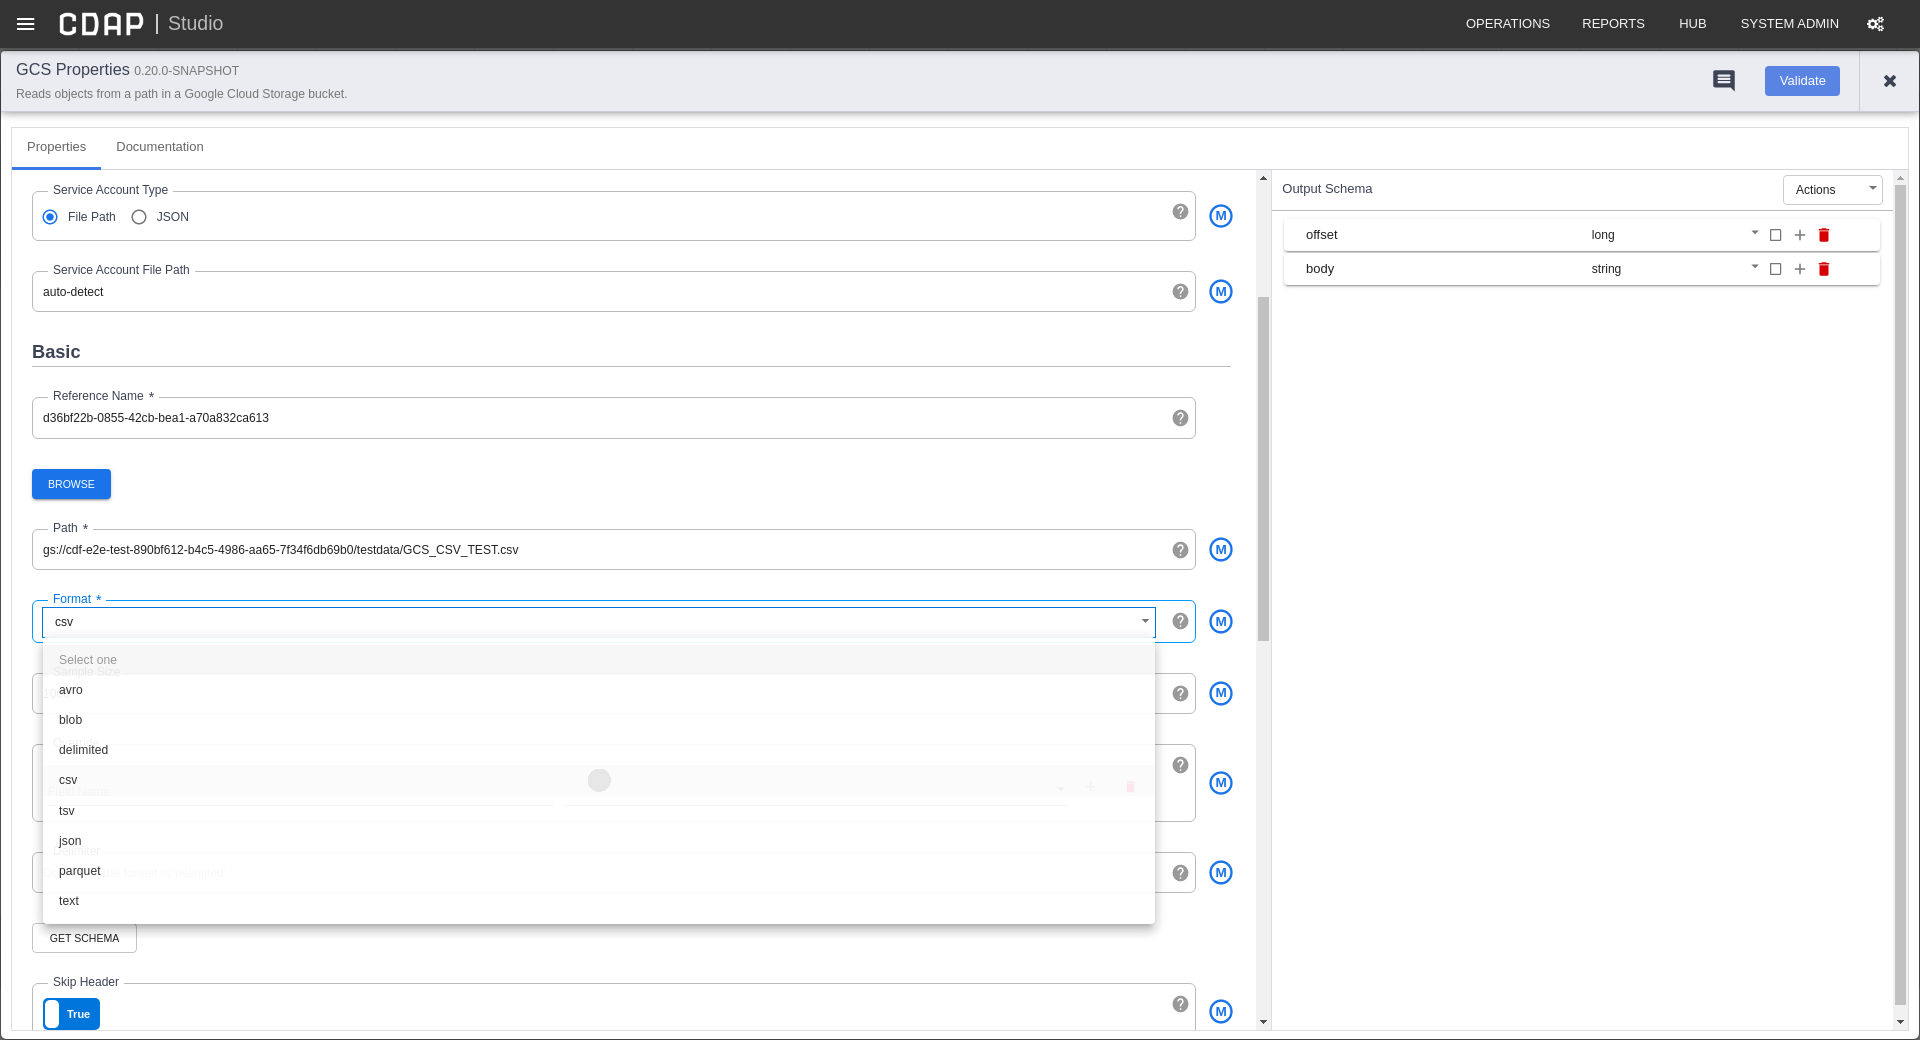 CDAP | Studio
OPERATIONS REPORTS HUB SYSTEM ADMIN
GCS Properties 0.20.0-SNAPSHOT
Reads objects from a path in a Google Cloud Storage bucket.
Validate
Properties Documentation
Service Account Type
File Path JSON
M
Service Account File Path
auto-detect
M
Basic
Reference Name *
d36bf22b-0855-42cb-bea1-a70a832ca613
BROWSE
Path *
gs://cdf-e2e-test-890bf612-b4c5-4986-aa65-7f34f6db69b0/testdata/GCS_CSV_TEST.csv
M
Format *
csv
M
Select one
Sample Size
avro
M
blob
delimited
csv
M
tsv
json
Delimiter
parquet
M
text
GET SCHEMA
Skip Header
True
M
Output Schema
Actions
offset long
body string